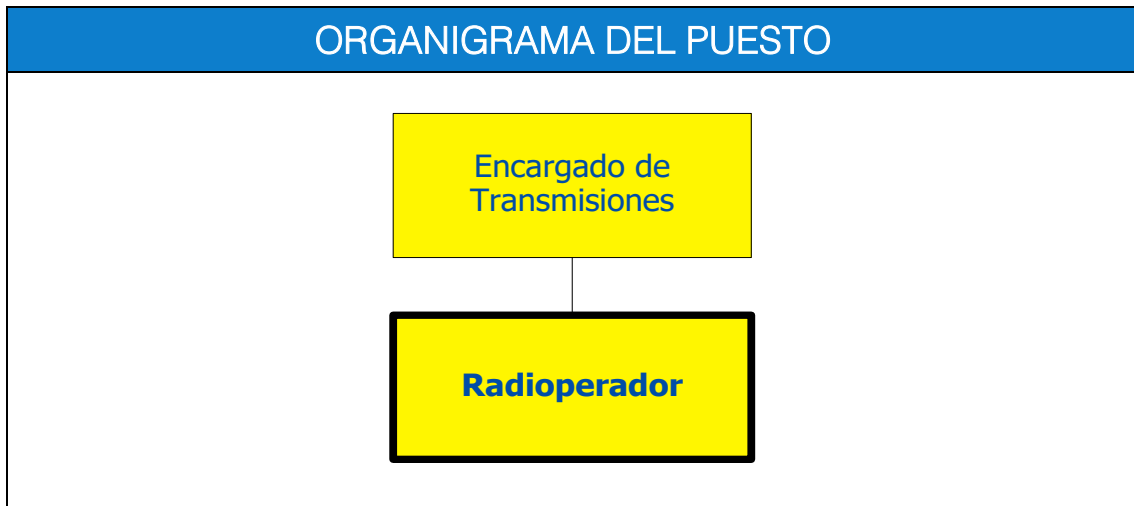 ORGANIGRAMA DEL PUESTO
Encargado de
Transmisiones
Radioperador